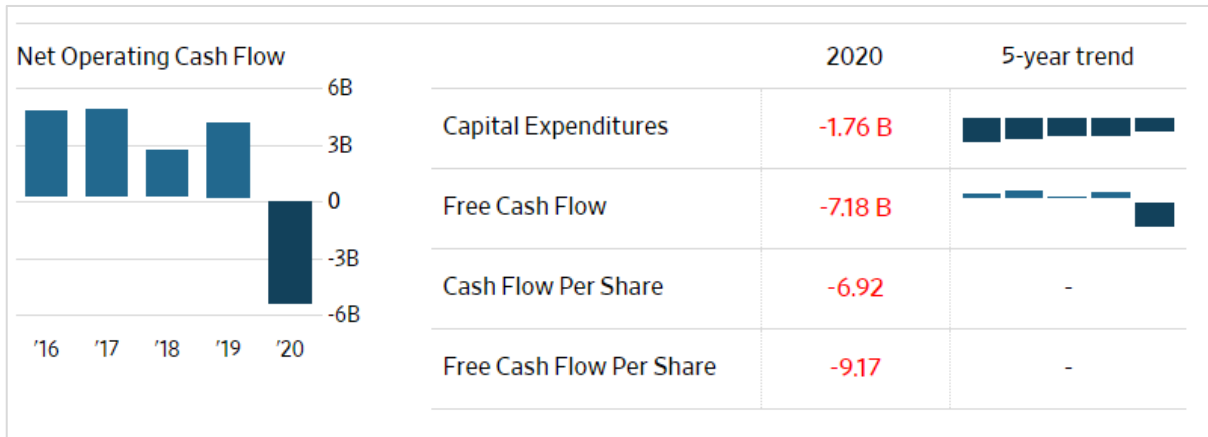 Net Operating Cash Flow
6B
3B
0
-3B
-6B
'16 '17 '18 '19 '20
2020 5-year trend
Capital Expenditures -1.76 B
Free Cash Flow -7.18 B
Cash Flow Per Share -6.92 -
Free Cash Flow Per Share -9.17 -